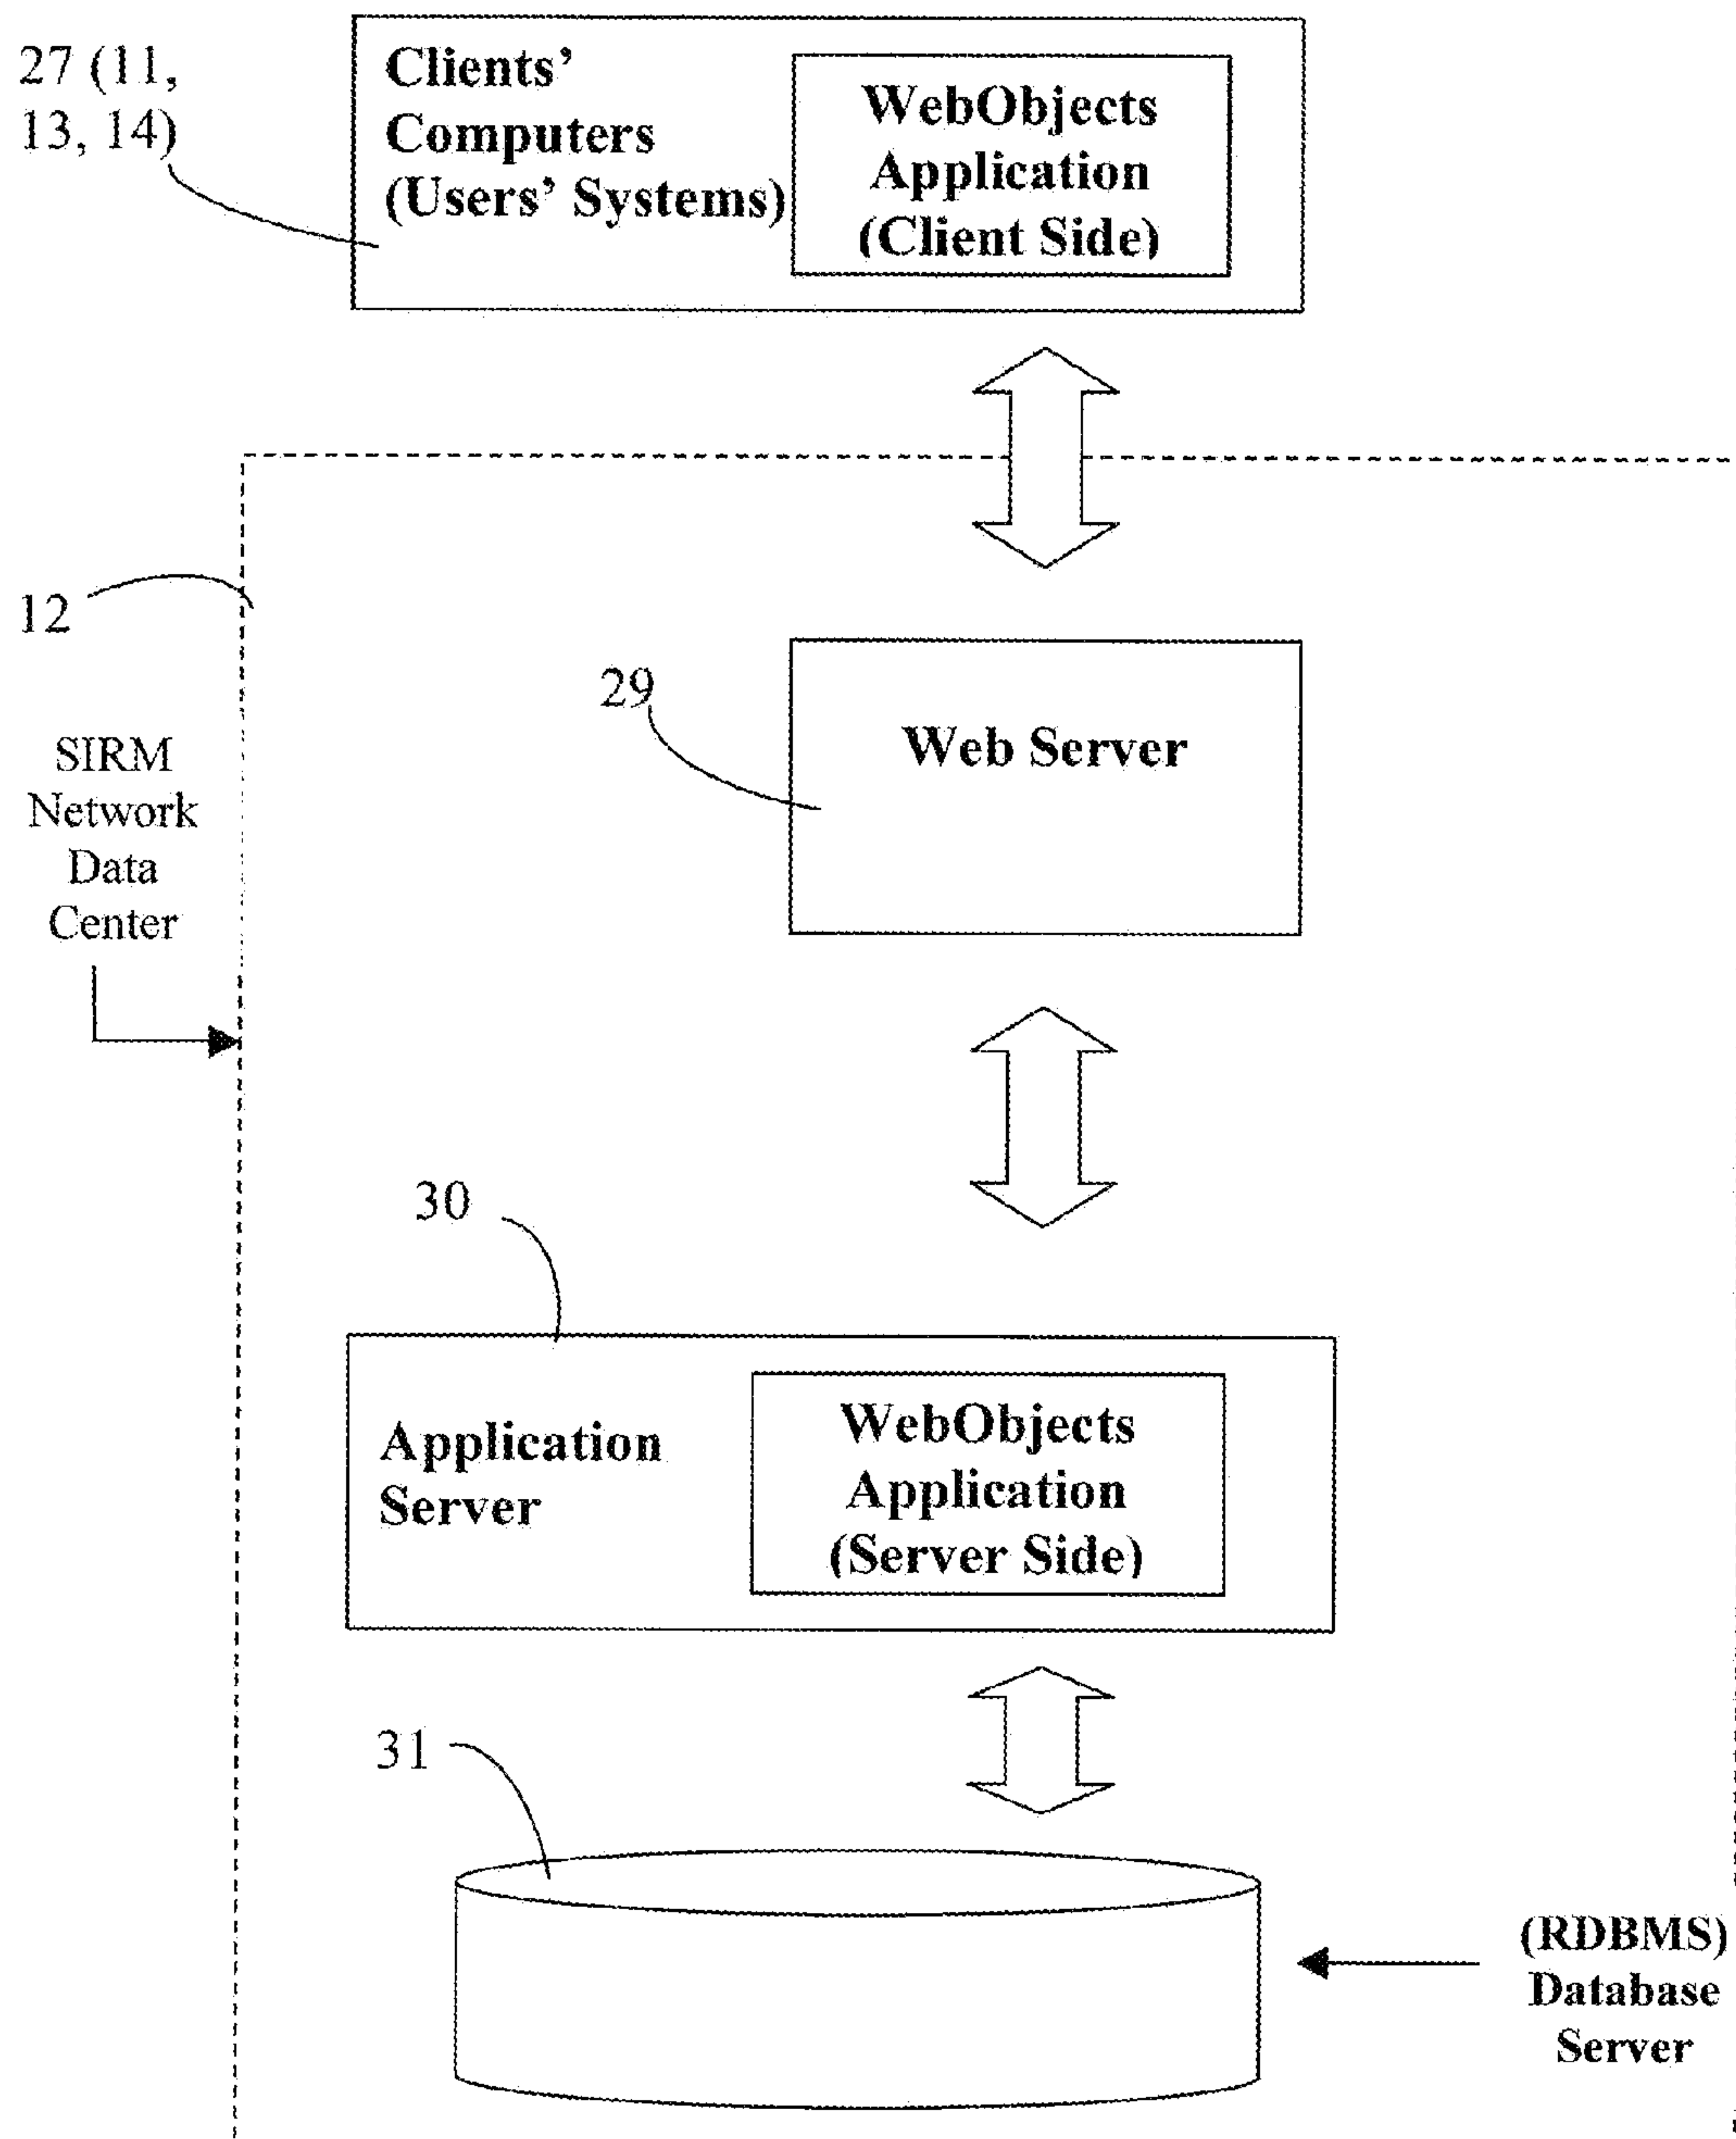 27 (11,
13, 14)
Clients’
Computers
(Users’ Systems)
WebObjects
Application
(Client Side)
12
SIRM
Network
Data
Center
29
Web Server
30
Application
Server
WebObjects
Application
(Server Side)
31
(RDBMS)
Database
Server